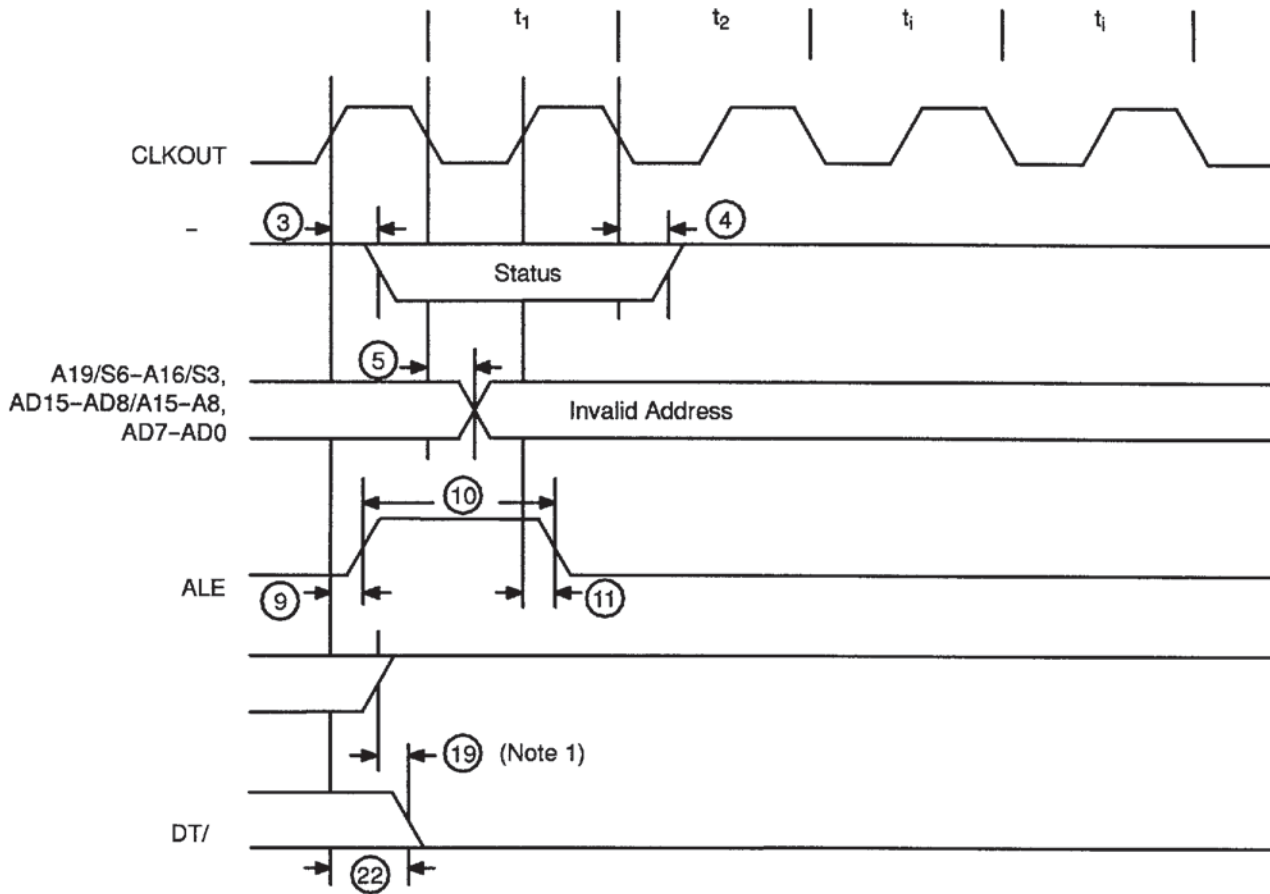 t1 t2 ti ti
CLKOUT
3 4
–
Status
5
A19/S6–A16/S3,
AD15–AD8/A15–A8,
AD7–AD0
Invalid Address
10
ALE
9 11
19 (Note 1)
DT/
22